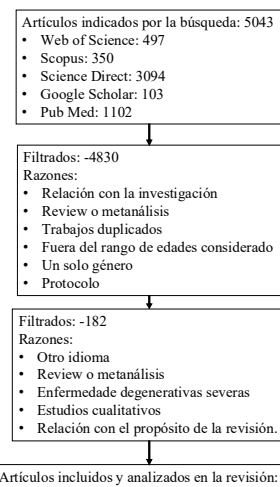 Artículos indicados por la búsqueda: 5043
• Web of Science: 497
• Scopus: 350
• Science Direct: 3094
• Google Scholar: 103
• Pub Med: 1102
Filtrados: -4830
Razones:
• Relación con la investigación
• Review o metanálisis
• Trabajos duplicados
• Fuera del rango de edades considerado
• Un solo género
• Protocolo
Filtrados: -182
Razones:
• Otro idioma
• Review o metanálisis
• Enfermedade degenerativas severas
• Estudios cualitativos
• Relación con el propósito de la revisión.
Artículos incluidos y analizados en la revisión: